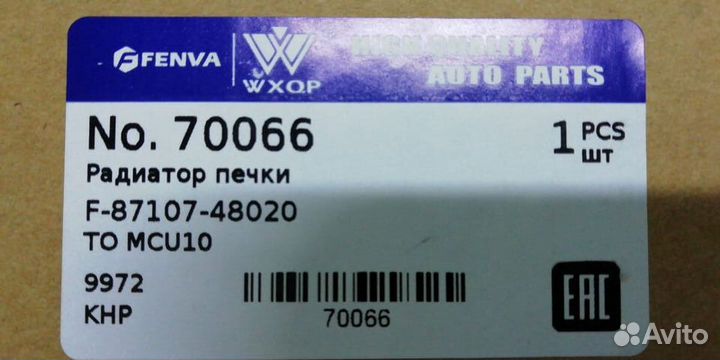 FENVA
WXQP
HIGH-QUALITY
AUTO PARTS
No. 70066
1 PCS
шт
Радиатор печки
F-87107-48020
TO MCU10
9972
KHP
70066
EAC
Avito